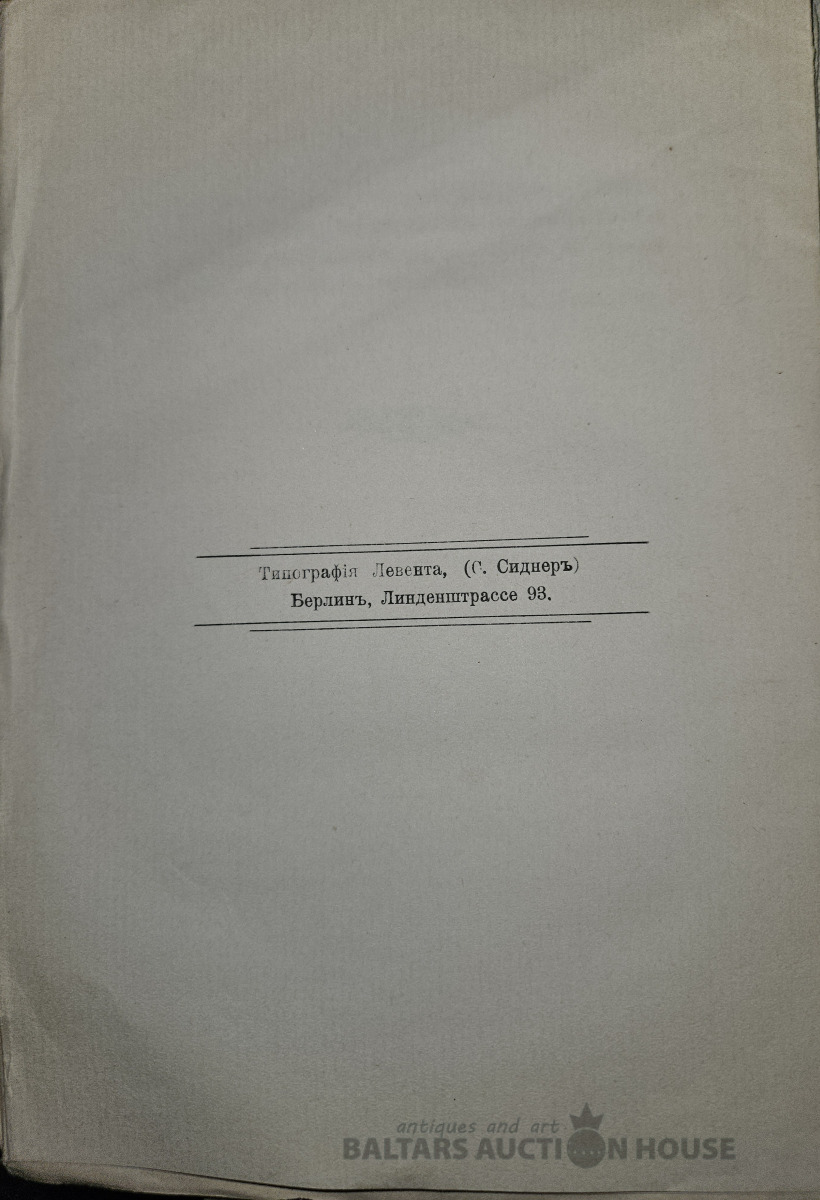 Типографія Левента, (С. Сиднеръ)
Берлинъ, Линденштрассе 93.
antiques and art
BALTARS AUCTION HOUSE